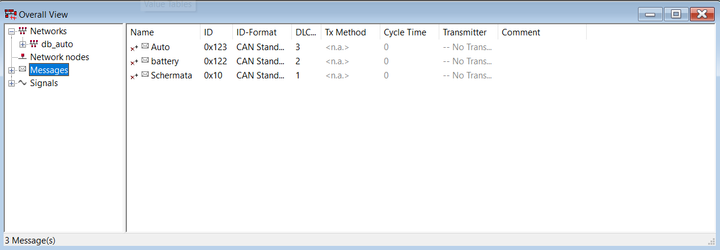 Value Tables
Overall View
Networks
db_auto
Network nodes
Messages
Signals
Name ID ID-Format DLC... Tx Method Cycle Time Transmitter Comment
Auto 0x123 CAN Stand... 3 <n.a.> 0 -- No Trans...
battery 0x122 CAN Stand... 2 <n.a.> 0 -- No Trans...
Schermata 0x10 CAN Stand... 1 <n.a.> 0 -- No Trans...
3 Message(s)